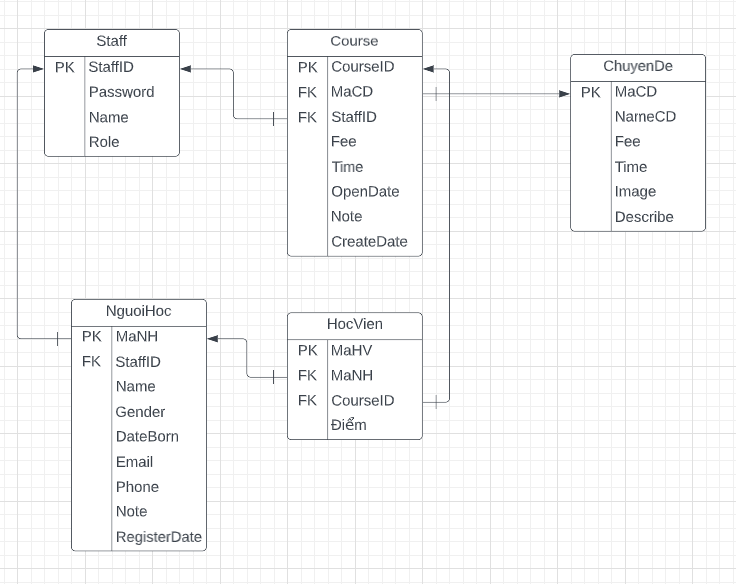 Staff
PK StaffID
Password
Name
Role
Course
PK CourseID
FK MaCD
FK StaffID
Fee
Time
OpenDate
Note
CreateDate
ChuyenDe
PK MaCD
NameCD
Fee
Time
Image
Describe
NguoiHoc
PK MaNH
FK StaffID
Name
Gender
DateBorn
Email
Phone
Note
RegisterDate
HocVien
PK MaHV
FK MaNH
FK CourseID
Điểm